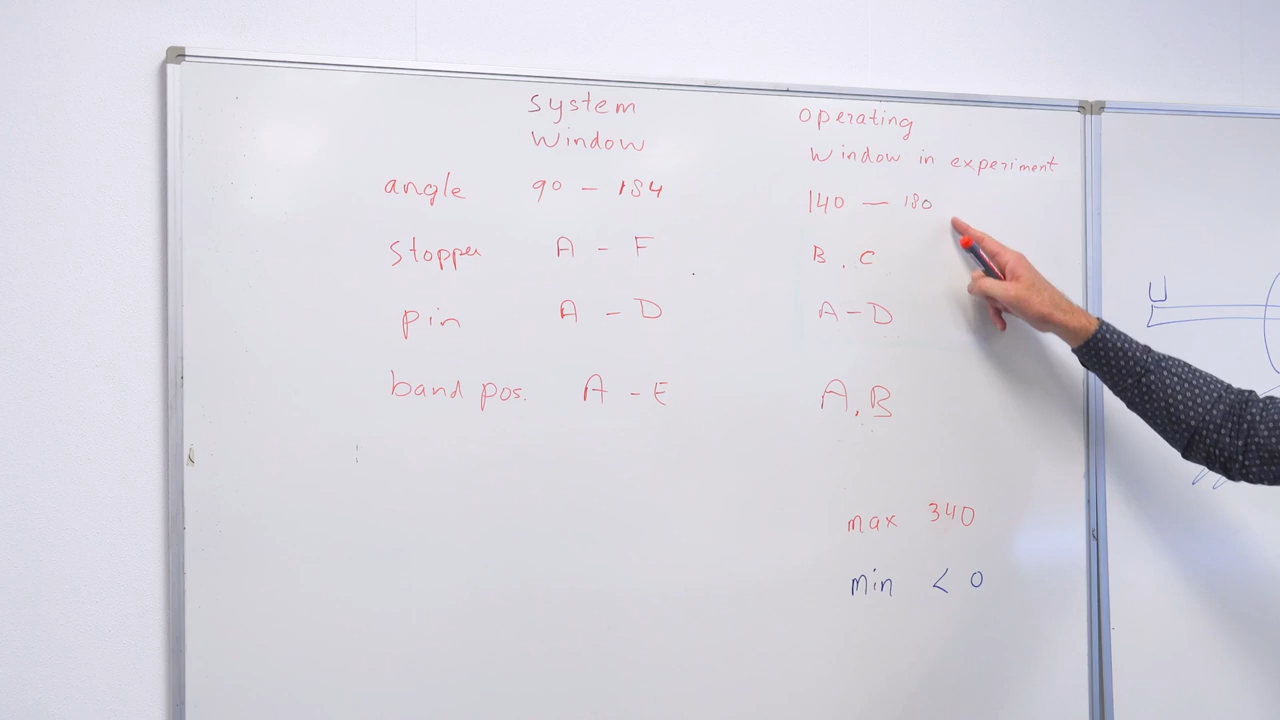 system
window
operating
window in experiment
angle 90 - 184 140 - 180
stopper A - F B, C
pin A - D A-D
band pos. A - E A, B
max 340
min < 0